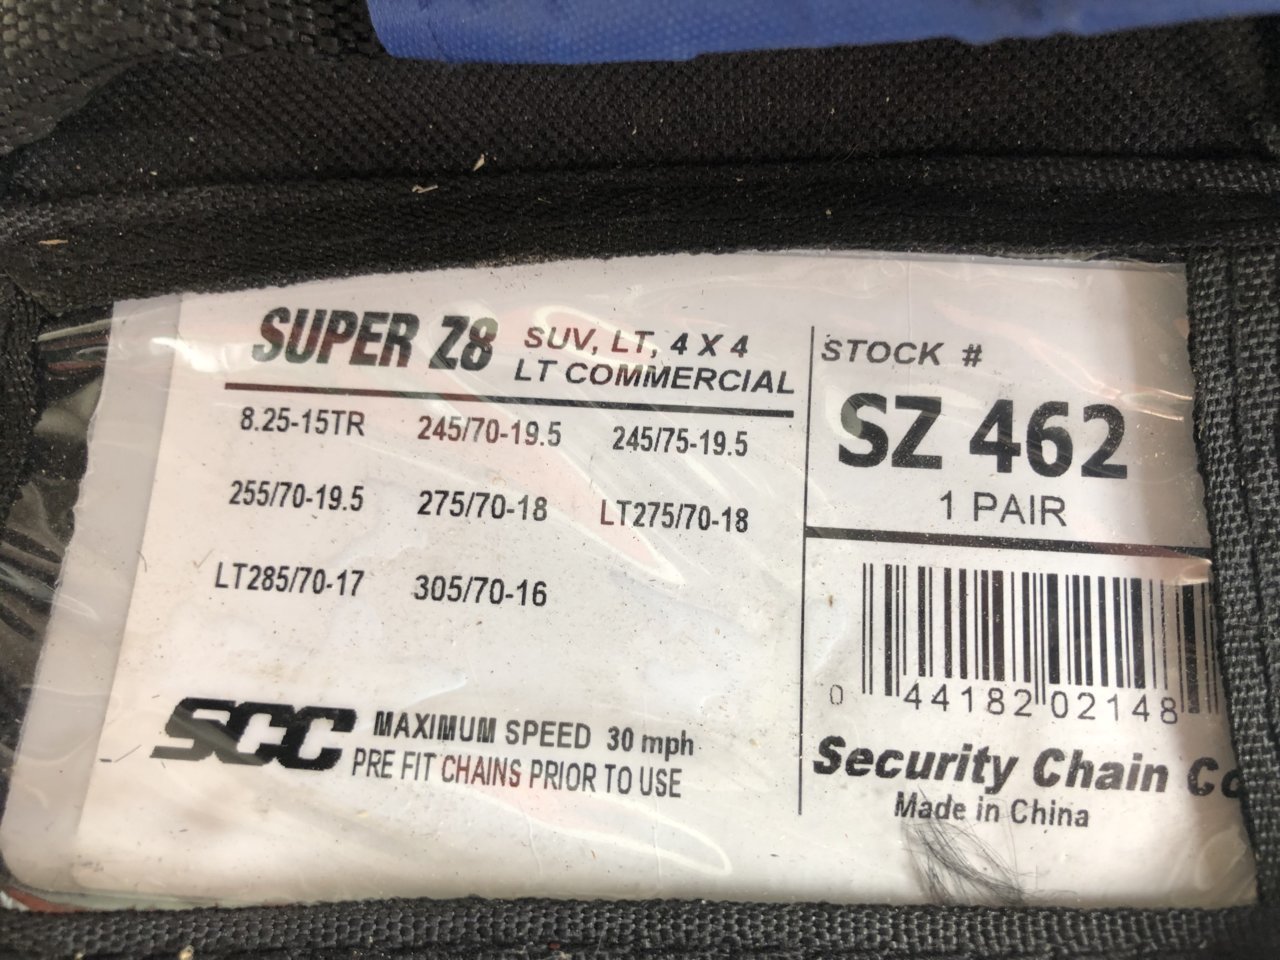 SUPER Z8 SUV, LT, 4 X 4
LT COMMERCIAL
8.25-15TR 245/70-19.5 245/75-19.5
255/70-19.5 275/70-18 LT275/70-18
LT285/70-17 305/70-16
SCC MAXIMUM SPEED 30 mph
PRE FIT CHAINS PRIOR TO USE
STOCK #
SZ 462
1 PAIR
0 44182 02148
Security Chain
Made in China